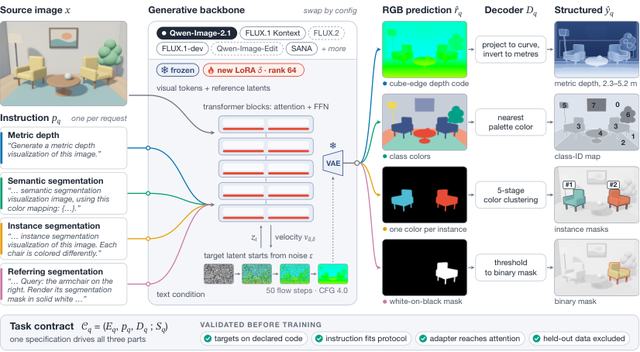 Source image x
Generative backbone
swap by config
RGB prediction r̂q
Decoder Dq
Structured ŷq
Qwen-Image-2.1
FLUX.1 Kontext
FLUX.2
FLUX.1-dev
Qwen-Image-Edit
SANA
+ more
frozen
new LoRA δ · rank 64
visual tokens + reference latents
transformer blocks: attention + FFN
VAE
Instruction pq
one per request
Metric depth
“Generate a metric depth
visualization of this image.”
Semantic segmentation
“... semantic segmentation
visualization of this image, using this
color mapping: {...}.”
Instance segmentation
“... instance segmentation
visualization of this image. Each
chair is colored differently.”
Referring segmentation
“... Query: the armchair on the
right. Render its segmentation
mask in solid white ...”
velocity
target latent starts from noise ε
50 flow steps · CFG 4.0
text condition
cube-edge depth code
project to curve,
invert to metres
metric depth, 2.3–5.2 m
class colors
nearest
palette color
class-ID map
one color per instance
5-stage
color clustering
#1
#2
instance masks
white-on-black mask
threshold
to binary mask
binary mask
Task contract 𝒞q = (Eq, pq, Dq ; Sq)
one specification drives all three parts
VALIDATED BEFORE TRAINING
targets on declared code
instruction fits protocol
adapter reaches attention
held-out data excluded